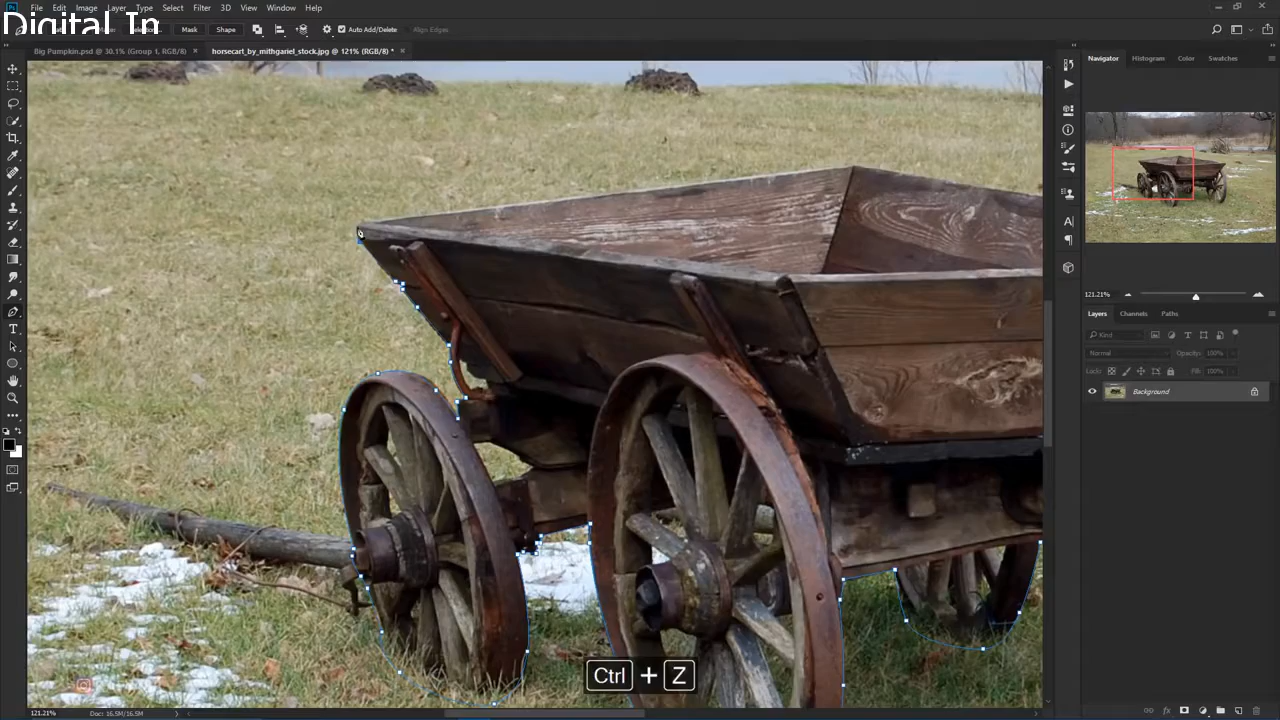 Ps File Edit Image Layer Type Select Filter 3D View Window Help
Digital In
Mask Shape Auto Add/Delete Align Edges
Big Pumpkin.psd @ 30.1% (Group 1, RGB/8) × horsecart_by_mithgariel_stock.jpg @ 121% (RGB/8) * ×
Navigator Histogram Color Swatches
121.21%
Layers Channels Paths
Kind
Normal Opacity: 100%
Lock: Fill: 100%
Background
Ctrl + Z
121.21% Doc: 16.5M/16.5M